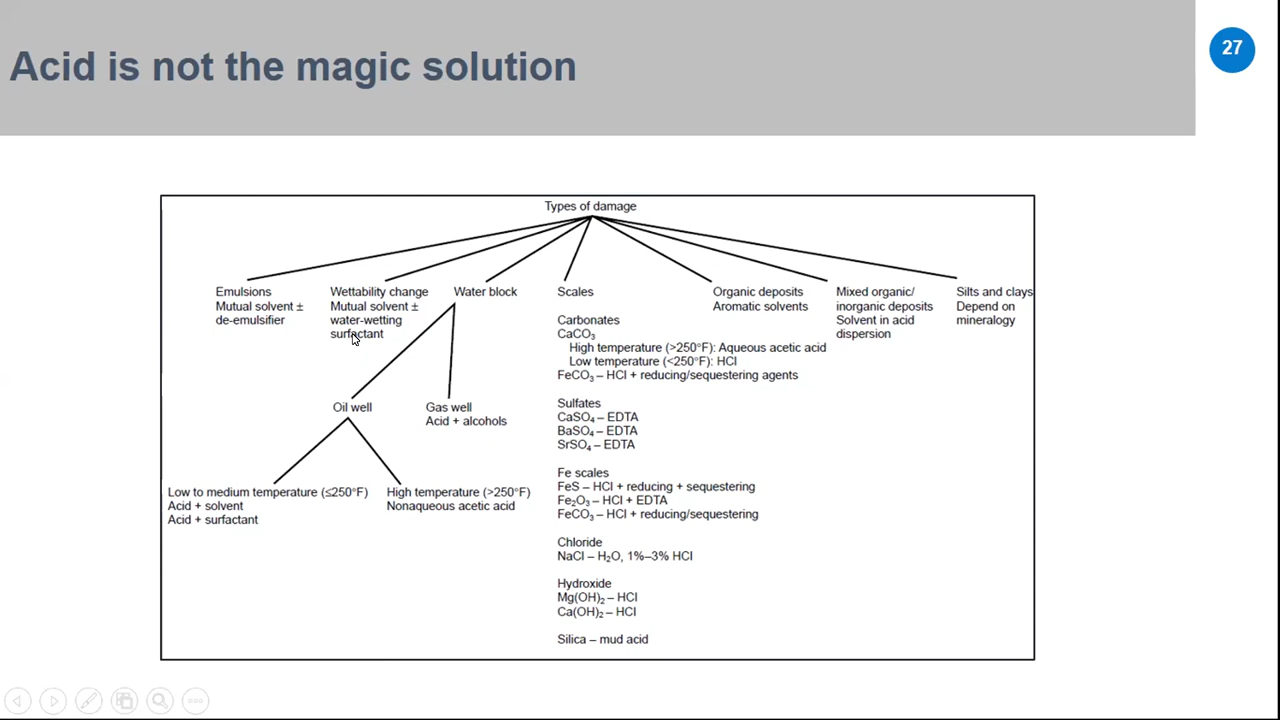 Acid is not the magic solution
27
Types of damage
Emulsions
Mutual solvent ±
de-emulsifier
Wettability change
Mutual solvent ±
water-wetting
surfactant
Water block
Oil well
Gas well
Acid + alcohols
Low to medium temperature (≤250°F)
Acid + solvent
Acid + surfactant
High temperature (>250°F)
Nonaqueous acetic acid
Scales
Carbonates
CaCO₃
High temperature (>250°F): Aqueous acetic acid
Low temperature (<250°F): HCl
FeCO₃ – HCl + reducing/sequestering agents
Sulfates
CaSO₄ – EDTA
BaSO₄ – EDTA
SrSO₄ – EDTA
Fe scales
FeS – HCl + reducing + sequestering
Fe₂O₃ – HCl + EDTA
FeCO₃ – HCl + reducing/sequestering
Chloride
NaCl – H₂O, 1%–3% HCl
Hydroxide
Mg(OH)₂ – HCl
Ca(OH)₂ – HCl
Silica – mud acid
Organic deposits
Aromatic solvents
Mixed organic/
inorganic deposits
Solvent in acid
dispersion
Silts and clays
Depend on
mineralogy